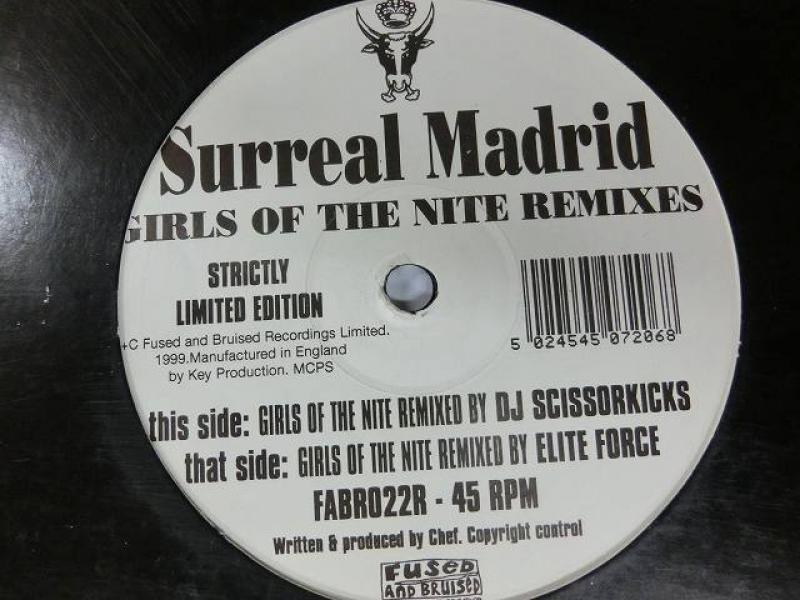 Surreal Madrid
GIRLS OF THE NITE REMIXES
STRICTLY
LIMITED EDITION
+C Fused and Bruised Recordings Limited.
1999.Manufactured in England
by Key Production. MCPS
5 024545 072068
this side: GIRLS OF THE NITE REMIXED BY DJ SCISSORKICKS
that side: GIRLS OF THE NITE REMIXED BY ELITE FORCE
FABR022R - 45 RPM
Written & produced by Chef. Copyright control
FUSED
AND BRUISED